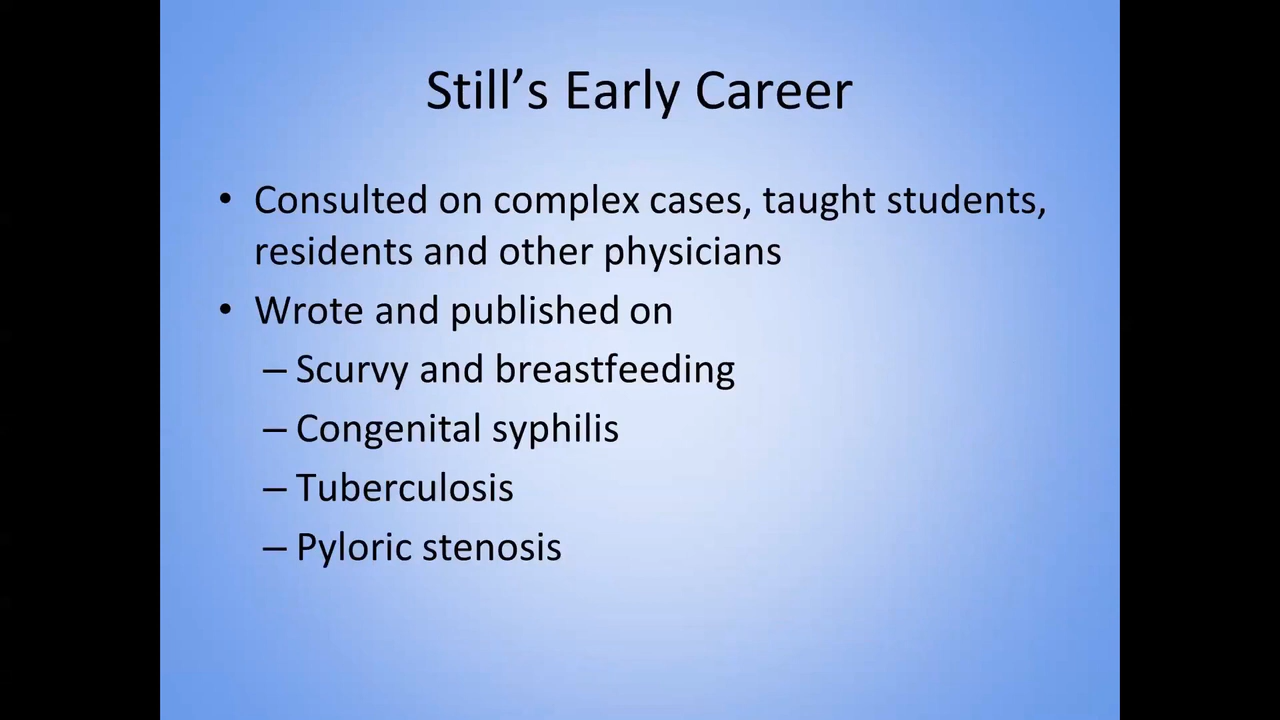 Still’s Early Career
• Consulted on complex cases, taught students,
residents and other physicians
• Wrote and published on
– Scurvy and breastfeeding
– Congenital syphilis
– Tuberculosis
– Pyloric stenosis